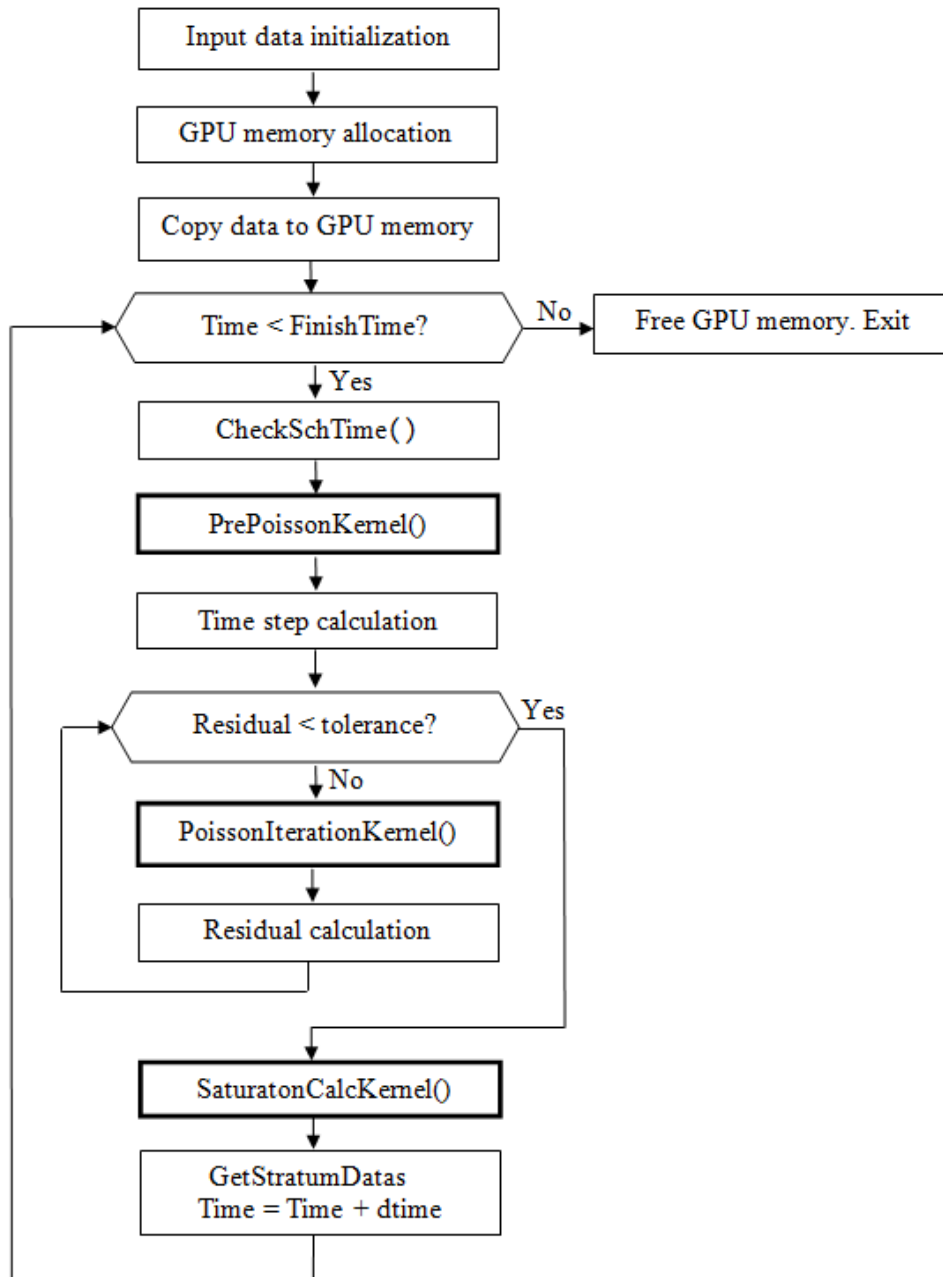 Input data initialization
GPU memory allocation
Copy data to GPU memory
Time < FinishTime?
No
Free GPU memory. Exit
Yes
CheckSchTime()
PrePoissonKernel()
Time step calculation
Residual < tolerance?
Yes
No
PoissonIterationKernel()
Residual calculation
SaturatonCalcKernel()
GetStratumDatas
Time = Time + dtime